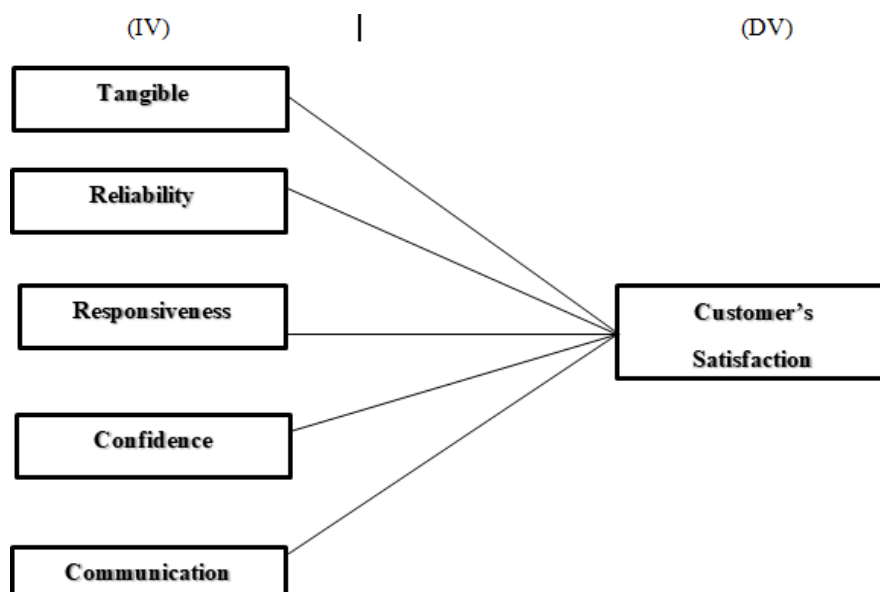 (IV) (DV)
Tangible
Reliability
Responsiveness
Customer’s
Satisfaction
Confidence
Communication